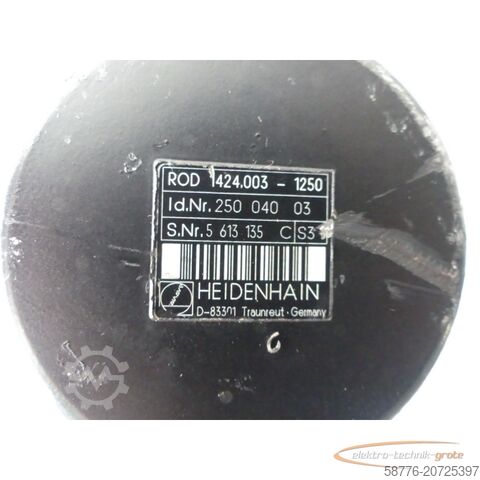 ROD 1424.003 - 1250
Id.Nr. 250 040 03
S.Nr. 5 613 135 C S3
HEIDENHAIN
D-83301 Traunreut · Germany
elektro-technik-grote
58776-20725397